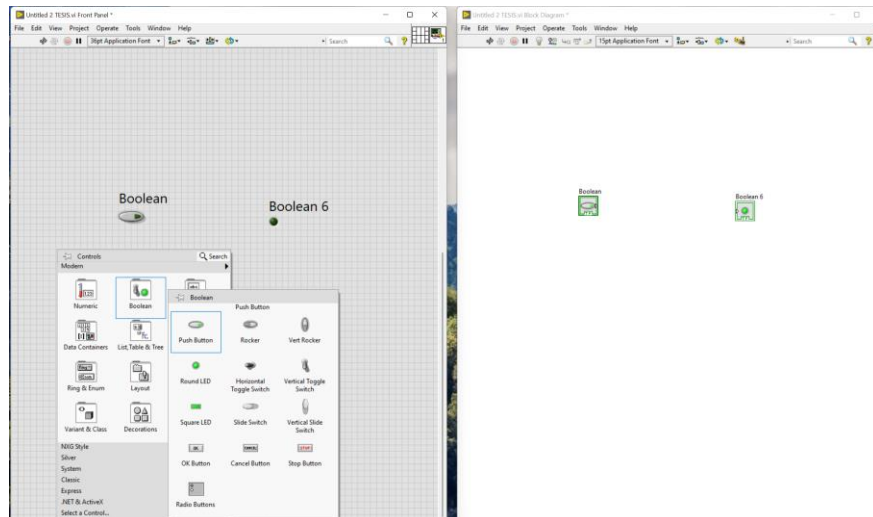 Untitled 2 TESIS.vi Front Panel *
File Edit View Project Operate Tools Window Help
36pt Application Font
Search
Boolean
Boolean 6
Controls
Search
Modern
Numeric
Boolean
Data Containers
List, Table & Tree
Ring & Enum
Layout
Variant & Class
Decorations
NXG Style
Silver
System
Classic
Express
.NET & ActiveX
Select a Control...
Boolean
Push Button
Push Button
Rocker
Vert Rocker
Round LED
Horizontal
Toggle Switch
Vertical Toggle
Switch
Square LED
Slide Switch
Vertical Slide
Switch
OK Button
Cancel Button
STOP
Stop Button
Radio Buttons
Untitled 2 TESIS.vi Block Diagram *
File Edit View Project Operate Tools Window Help
15pt Application Font
Search
Boolean
Boolean 6